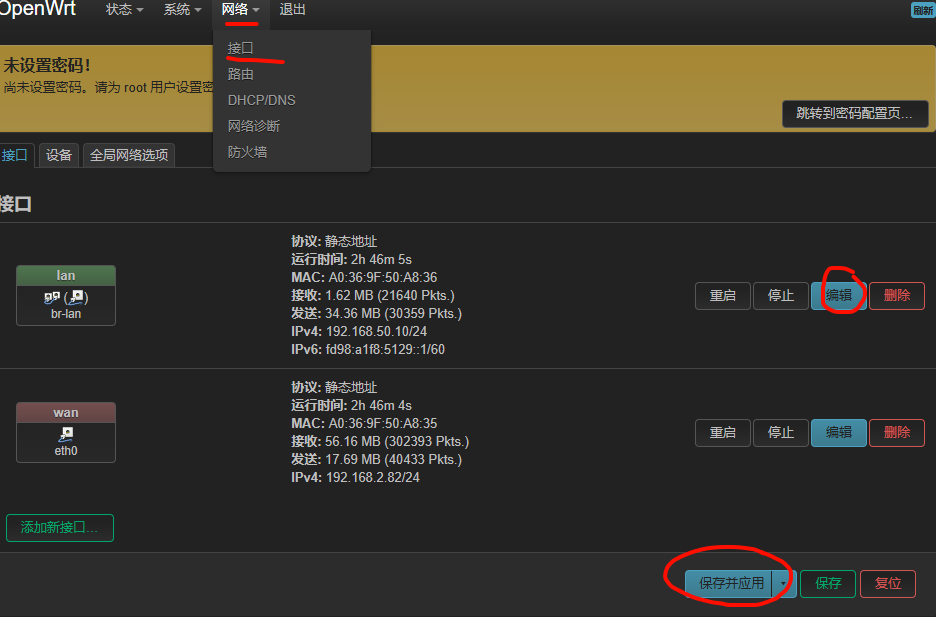 OpenWrt 状态 系统 网络 退出 刷新
接口
路由
DHCP/DNS
网络诊断
防火墙
未设置密码!
尚未设置密码。请为 root 用户设置密
跳转到密码配置页...
接口 设备 全局网络选项
接口
lan
br-lan
协议: 静态地址
运行时间: 2h 46m 5s
MAC: A0:36:9F:50:A8:36
接收: 1.62 MB (21640 Pkts.)
发送: 34.36 MB (30359 Pkts.)
IPv4: 192.168.50.10/24
IPv6: fd98:a1f8:5129::1/60
重启 停止 编辑 删除
wan
eth0
协议: 静态地址
运行时间: 2h 46m 4s
MAC: A0:36:9F:50:A8:35
接收: 56.16 MB (302393 Pkts.)
发送: 17.69 MB (40433 Pkts.)
IPv4: 192.168.2.82/24
重启 停止 编辑 删除
添加新接口...
保存并应用 保存 复位